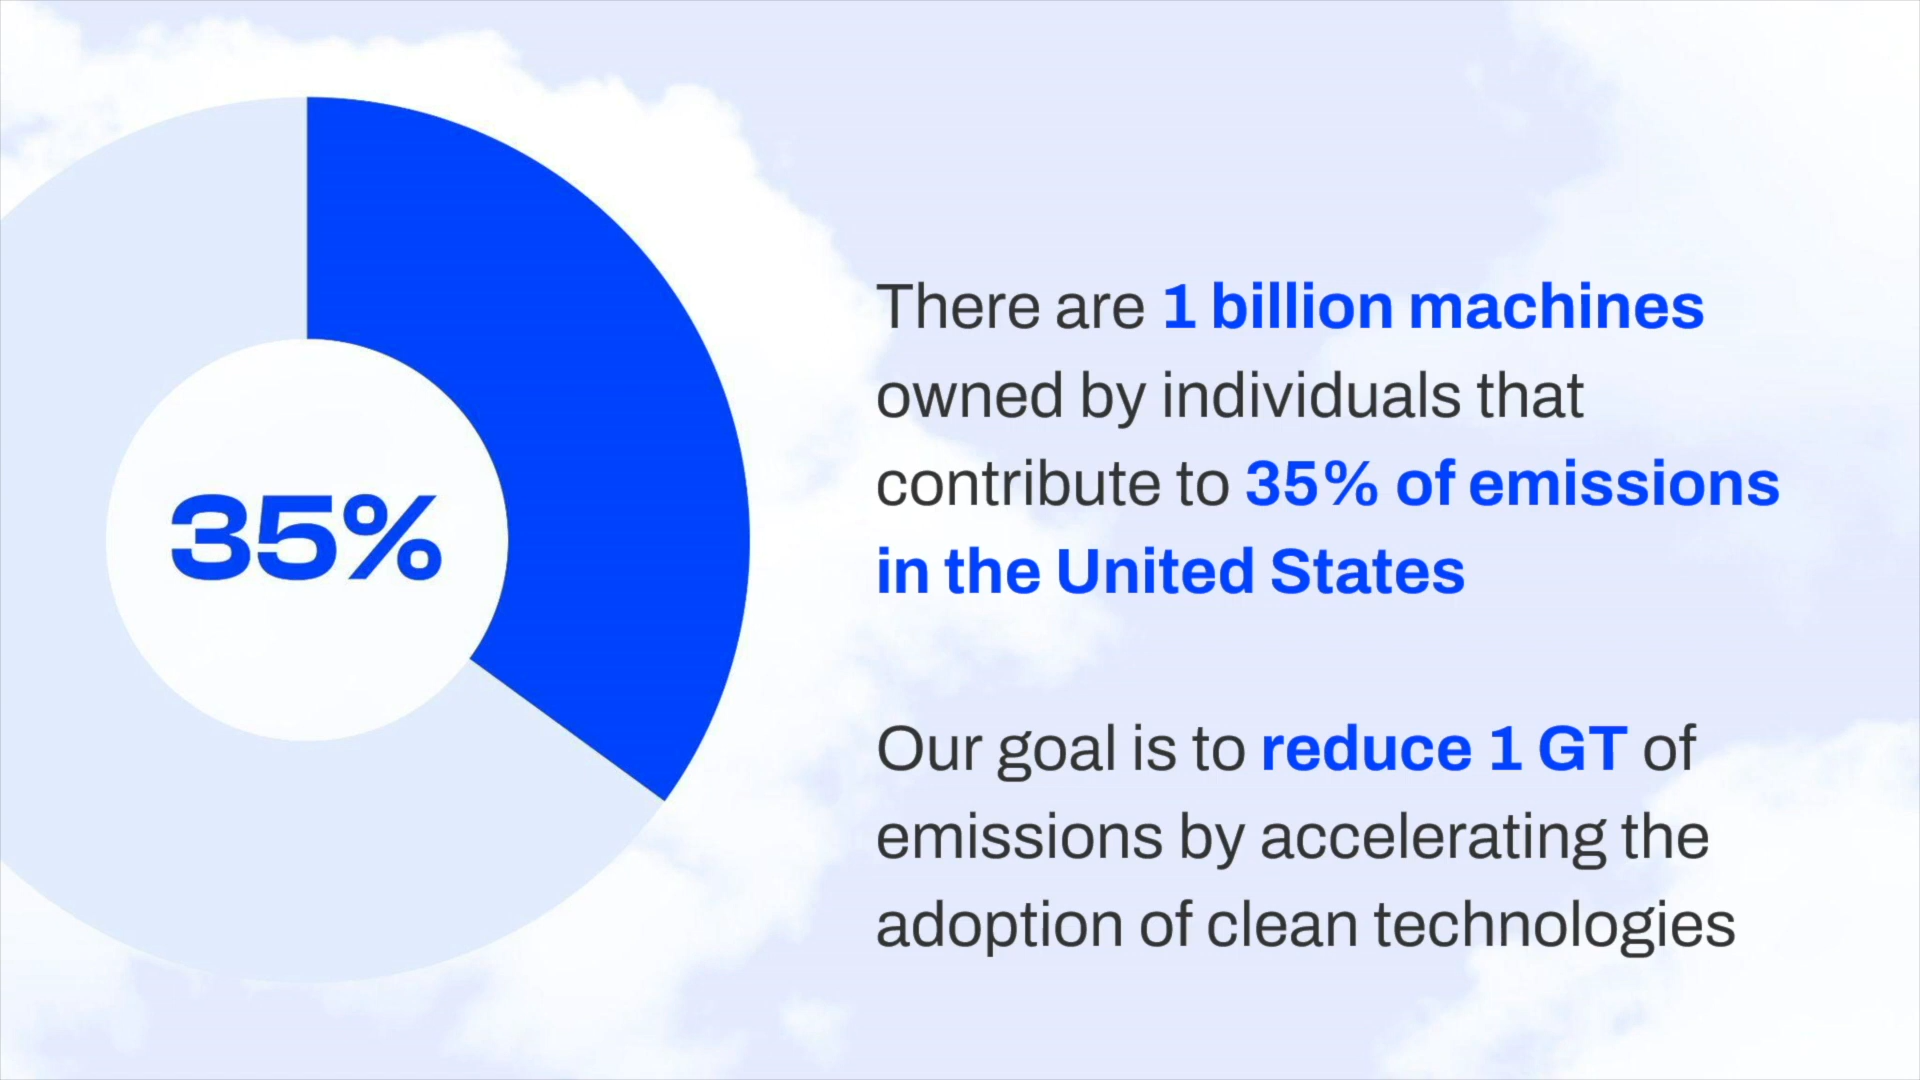 35%
There are 1 billion machines
owned by individuals that
contribute to 35% of emissions
in the United States
Our goal is to reduce 1 GT of
emissions by accelerating the
adoption of clean technologies